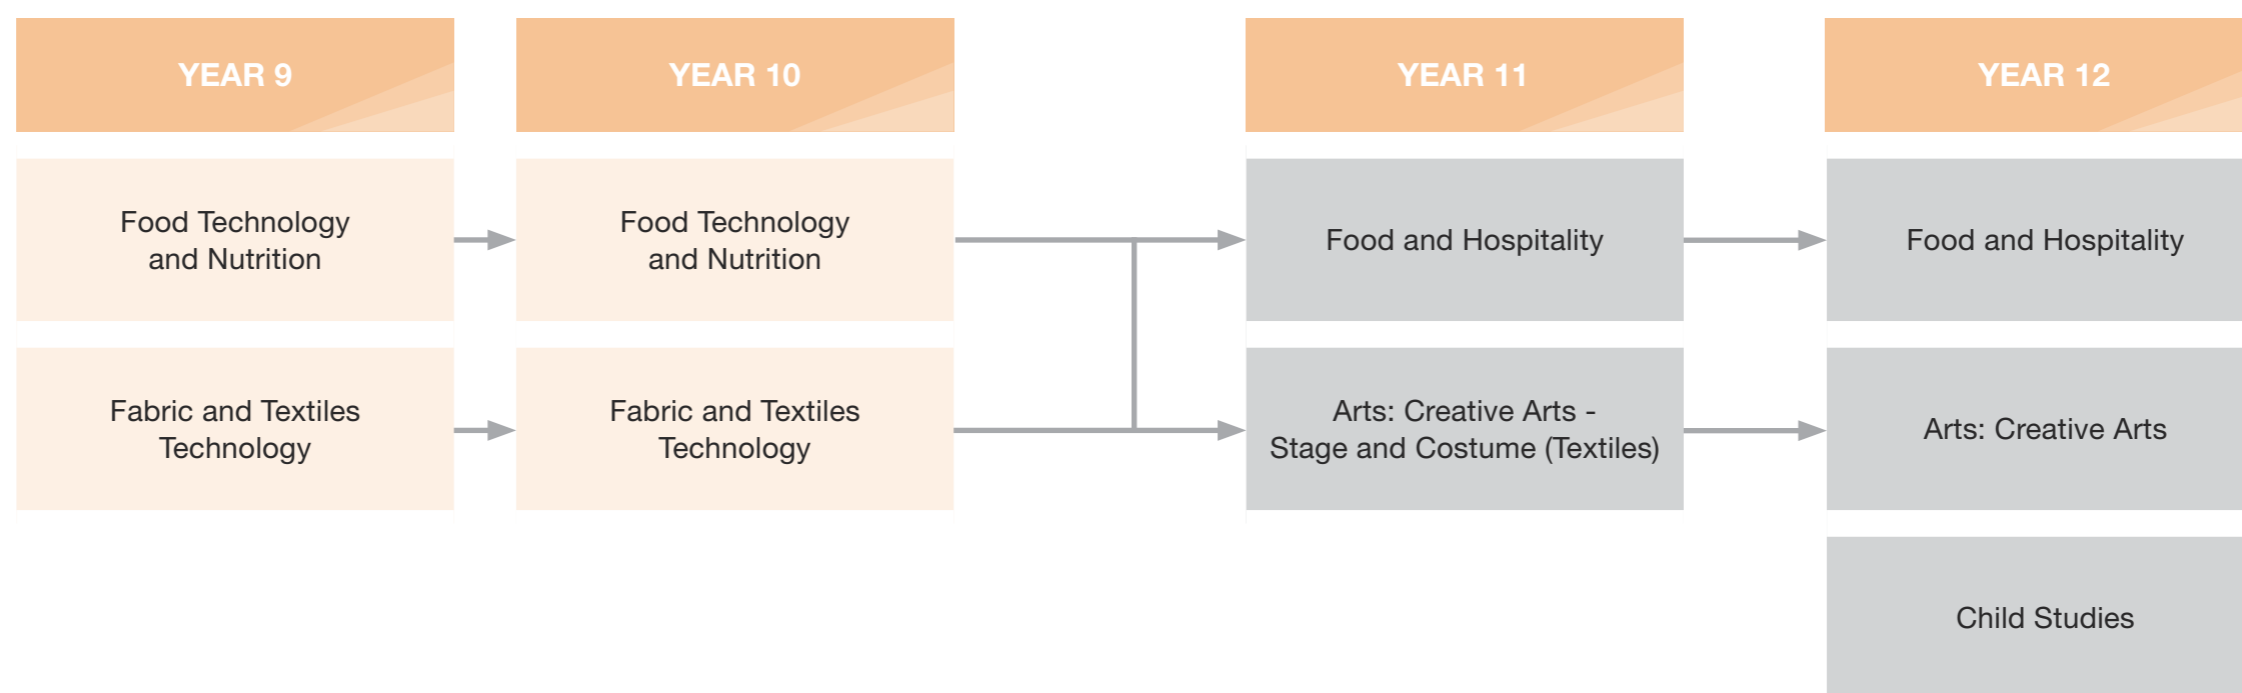 YEAR 9
YEAR 10
YEAR 11
YEAR 12
Food Technology
and Nutrition
Food Technology
and Nutrition
Food and Hospitality
Food and Hospitality
Fabric and Textiles
Technology
Fabric and Textiles
Technology
Arts: Creative Arts -
Stage and Costume (Textiles)
Arts: Creative Arts
Child Studies